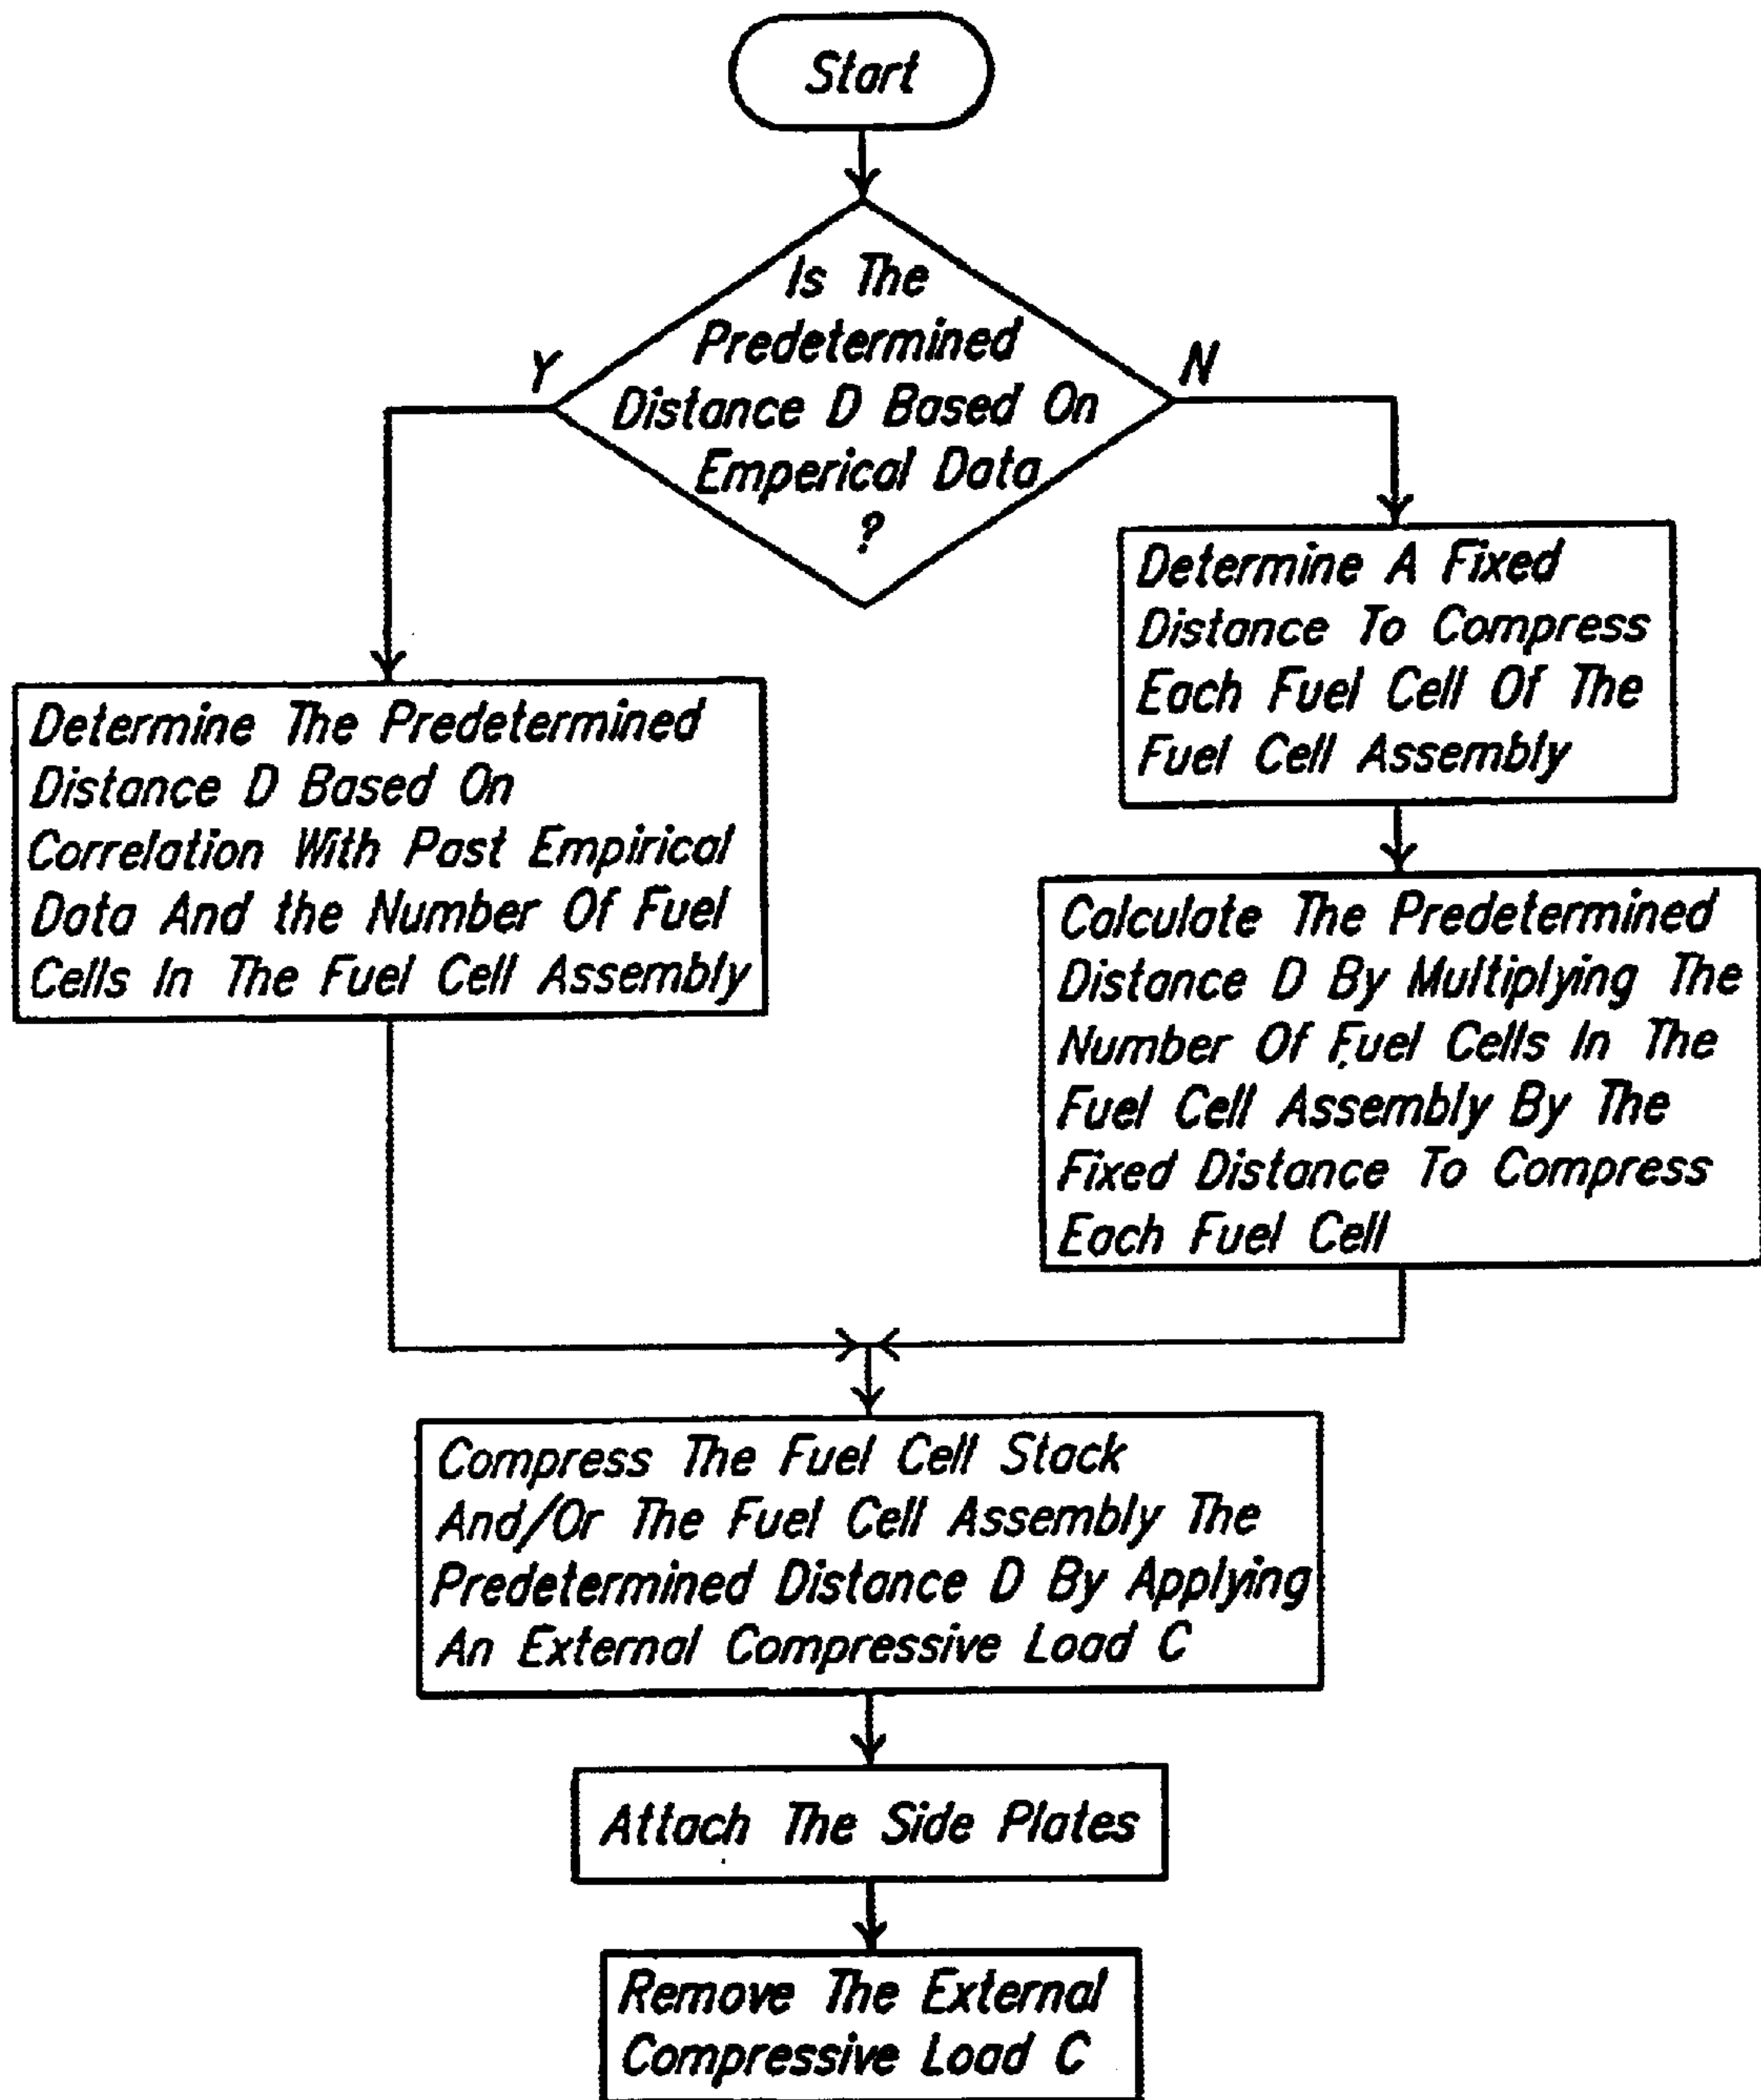 Start
Is The
Predetermined
Distance D Based On
Emperical Data
?
Y
N
Determine The Predetermined
Distance D Based On
Correlation With Past Empirical
Data And the Number Of Fuel
Cells In The Fuel Cell Assembly
Determine A Fixed
Distance To Compress
Each Fuel Cell Of The
Fuel Cell Assembly
Calculate The Predetermined
Distance D By Multiplying The
Number Of Fuel Cells In The
Fuel Cell Assembly By The
Fixed Distance To Compress
Each Fuel Cell
Compress The Fuel Cell Stack
And/Or The Fuel Cell Assembly The
Predetermined Distance D By Applying
An External Compressive Load C
Attach The Side Plates
Remove The External
Compressive Load C